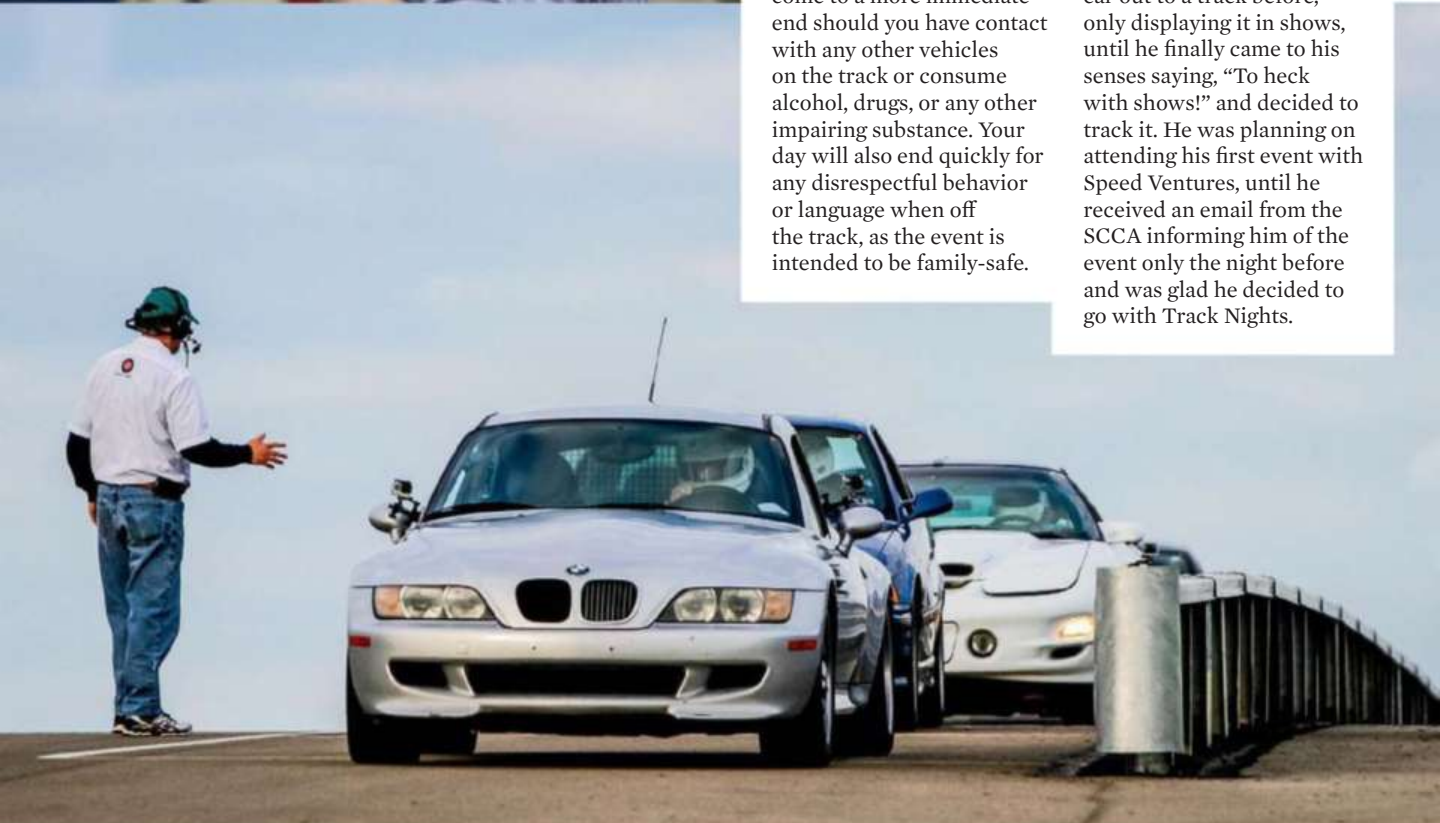 come to a more immediate
end should you have contact
with any other vehicles
on the track or consume
alcohol, drugs, or any other
impairing substance. Your
day will also end quickly for
any disrespectful behavior
or language when off
the track, as the event is
intended to be family-safe.
car out to a track before,
only displaying it in shows,
until he finally came to his
senses saying, “To heck
with shows!” and decided to
track it. He was planning on
attending his first event with
Speed Ventures, until he
received an email from the
SCCA informing him of the
event only the night before
and was glad he decided to
go with Track Nights.